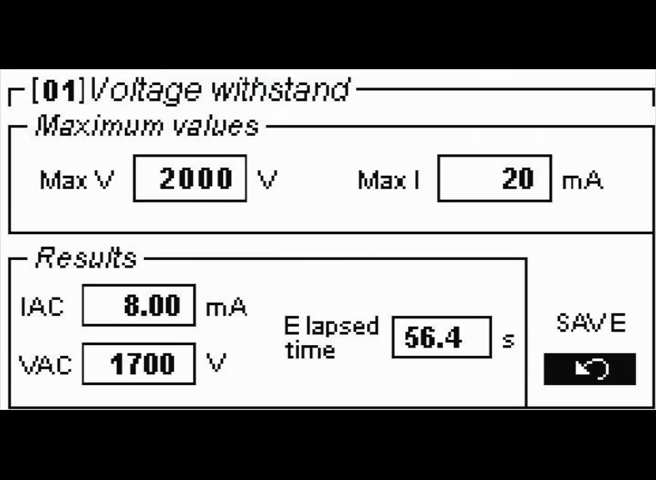 [01]Voltage withstand
Maximum values
Max V 2000 V Max I 20 mA
Results
IAC 8.00 mA
Elapsed time 56.4 s
VAC 1700 V
SAVE